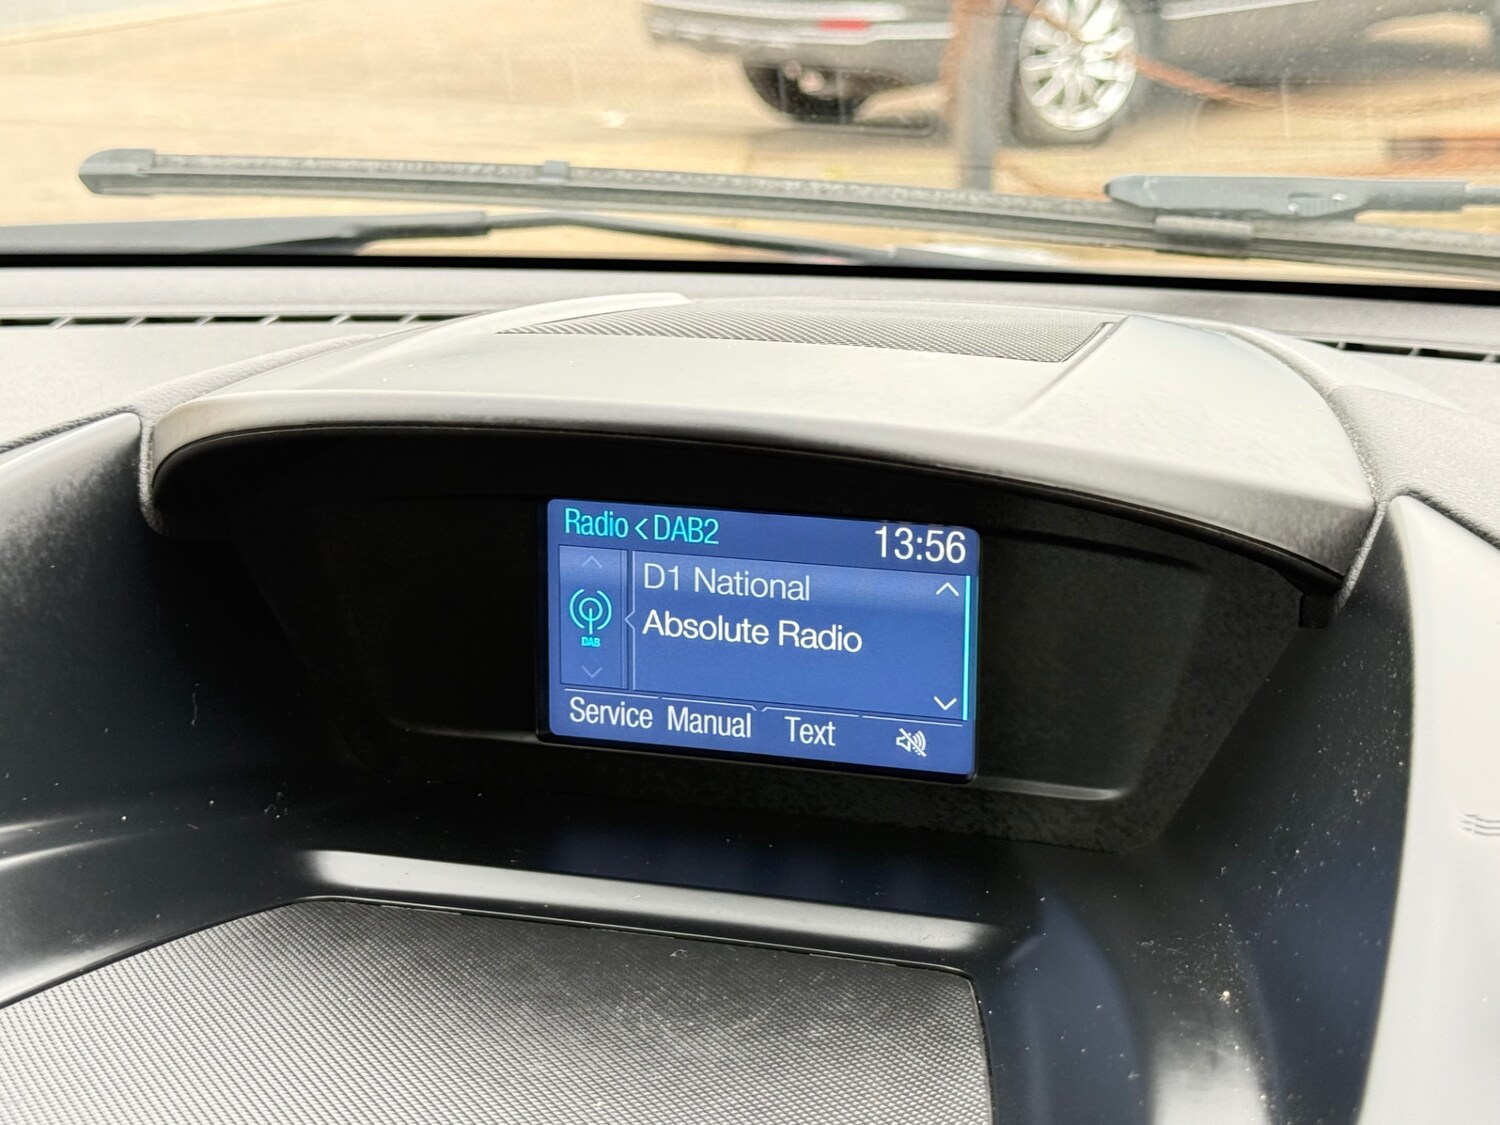 Radio < DAB2
13:56
D1 National
DAB
Absolute Radio
Service Manual Text